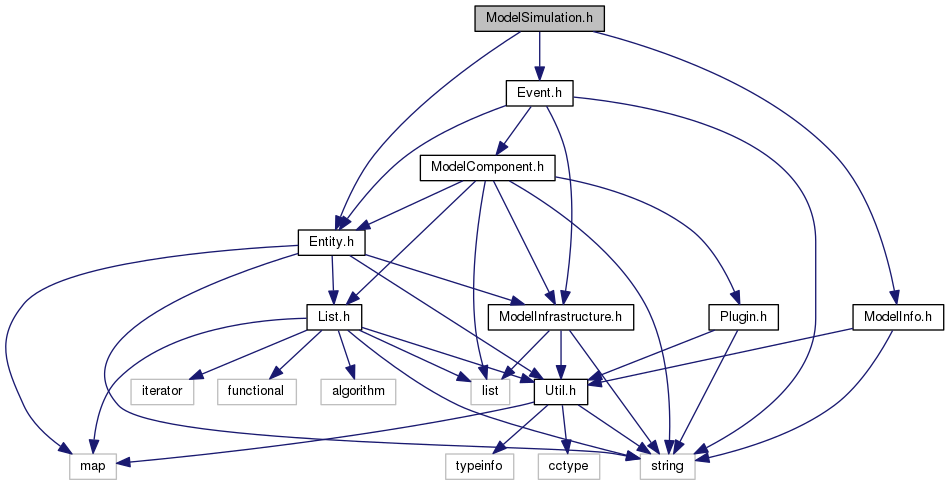 ModelSimulation.h
Event.h
ModelComponent.h
Entity.h
List.h
ModelInfrastructure.h
Plugin.h
ModelInfo.h
iterator
functional
algorithm
list
Util.h
map
typeinfo
cctype
string